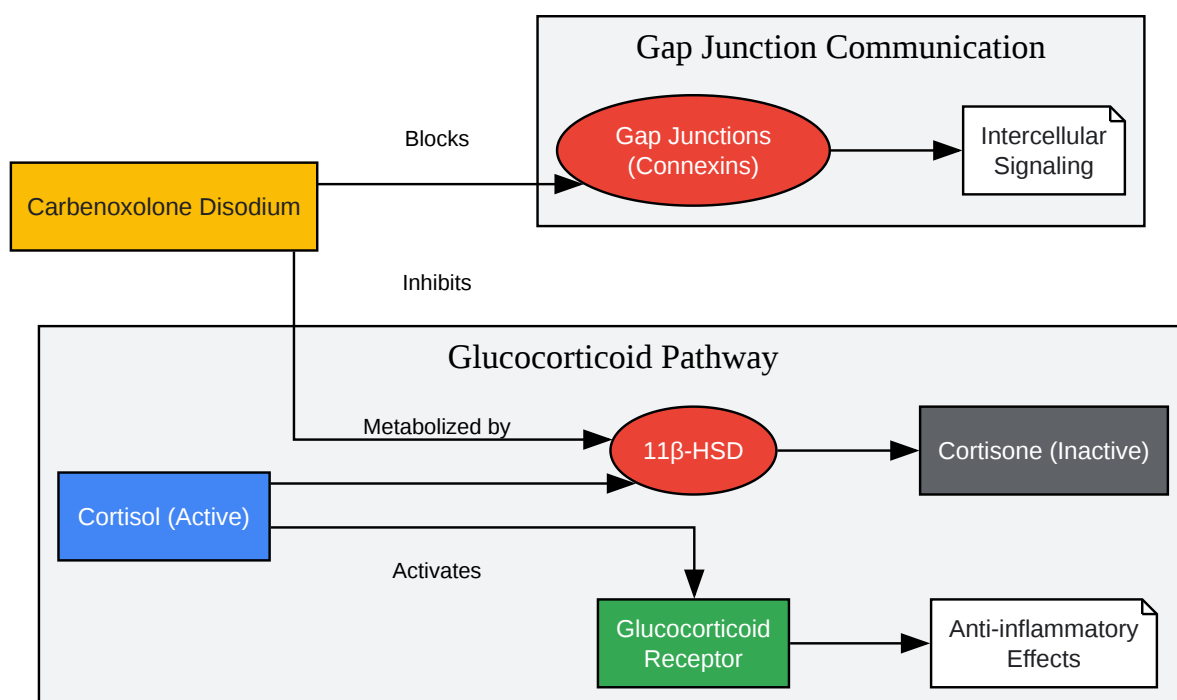 Gap Junction Communication
Blocks
Gap Junctions
(Connexins)
Intercellular
Signaling
Carbenoxolone Disodium
Inhibits
Glucocorticoid Pathway
Metabolized by
11β-HSD
Cortisone (Inactive)
Cortisol (Active)
Activates
Glucocorticoid
Receptor
Anti-inflammatory
Effects